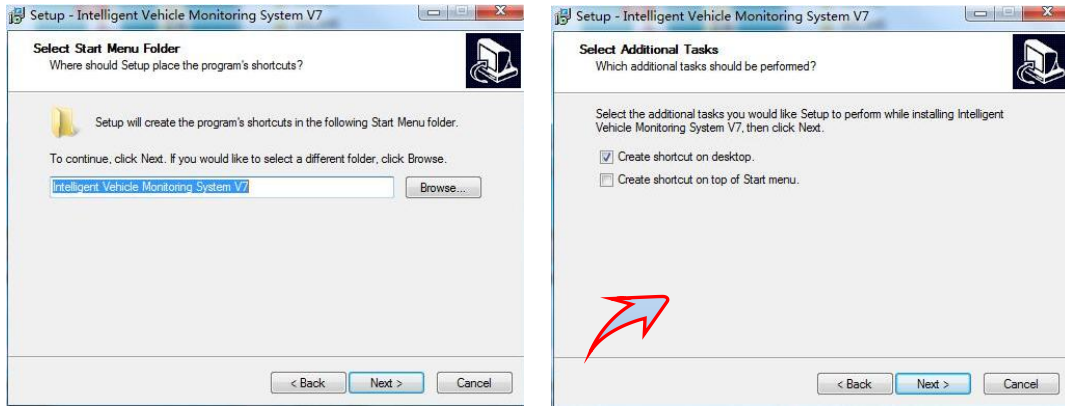 Setup - Intelligent Vehicle Monitoring System V7
Select Start Menu Folder
Where should Setup place the program's shortcuts?
Setup will create the program's shortcuts in the following Start Menu folder.
To continue, click Next. If you would like to select a different folder, click Browse.
Intelligent Vehicle Monitoring System V7
Browse...
< Back
Next >
Cancel
Setup - Intelligent Vehicle Monitoring System V7
Select Additional Tasks
Which additional tasks should be performed?
Select the additional tasks you would like Setup to perform while installing Intelligent
Vehicle Monitoring System V7, then click Next.
Create shortcut on desktop.
Create shortcut on top of Start menu.
< Back
Next >
Cancel